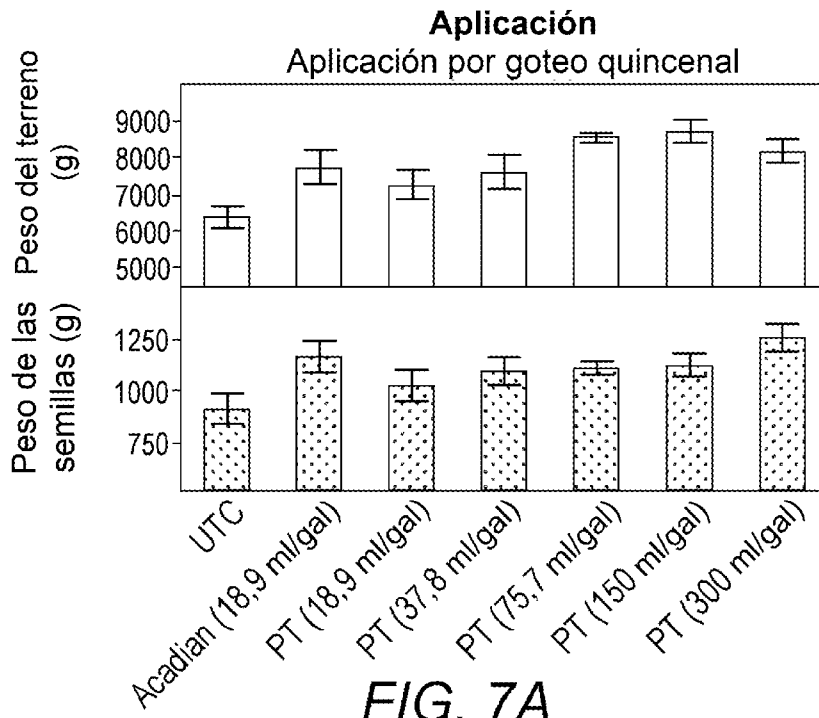 Aplicación
Aplicación por goteo quincenal
Peso del terreno
(g)
9000
8000
7000
6000
5000
Peso de las
semillas (g)
1250
1000
750
UTC
Acadian (18,9 ml/gal)
PT (18,9 ml/gal)
PT (37,8 ml/gal)
PT (75,7 ml/gal)
PT (150 ml/gal)
PT (300 ml/gal)
FIG. 7A